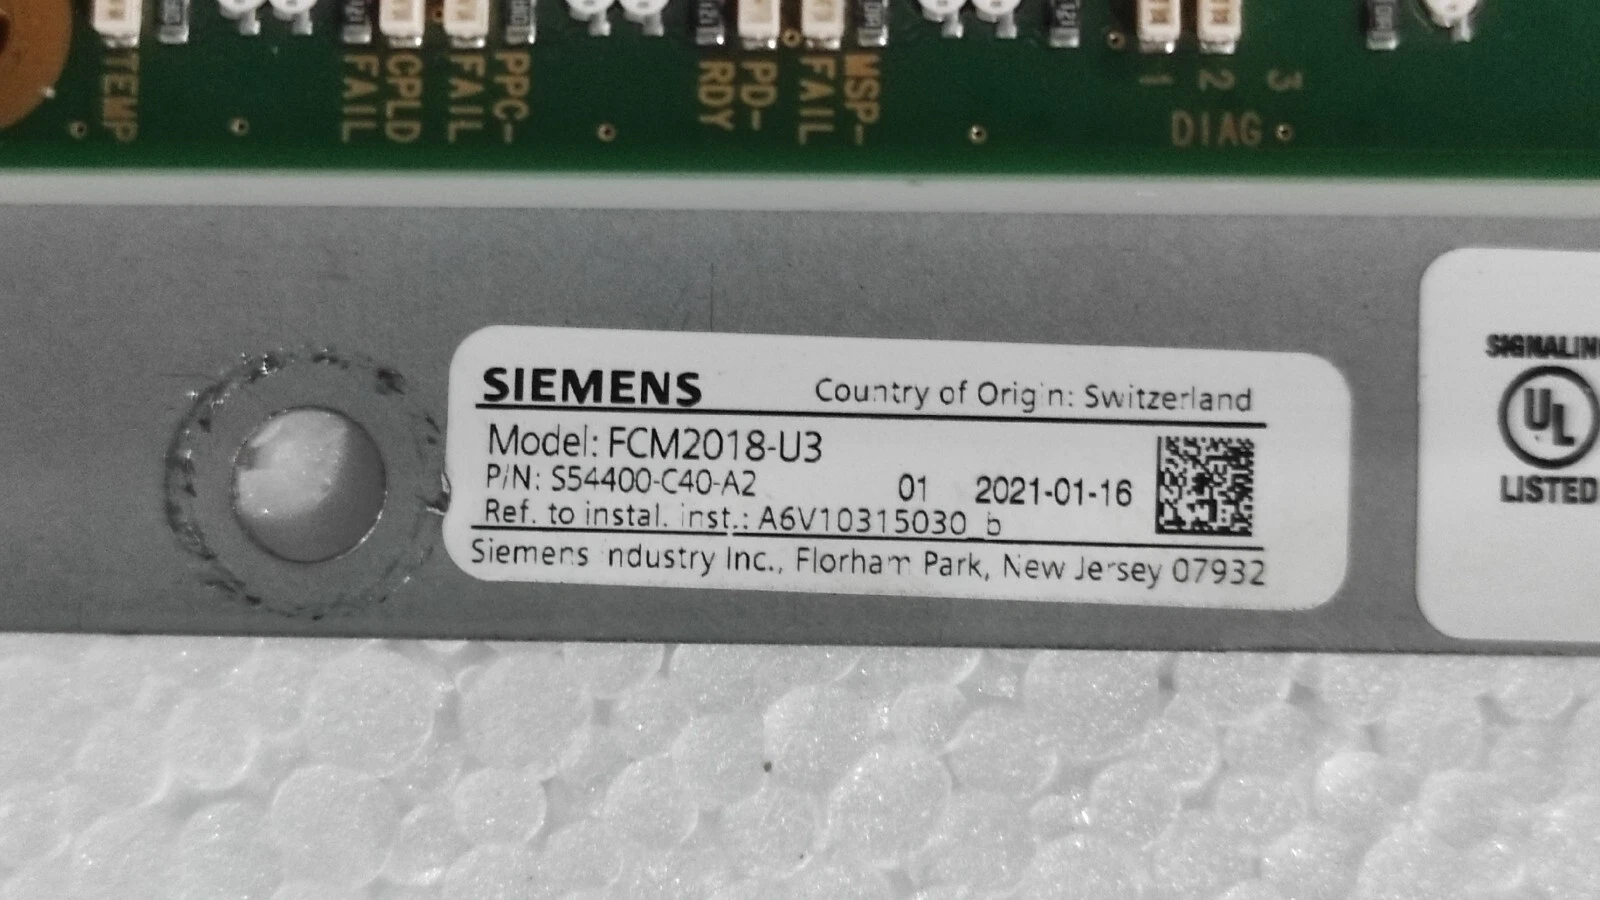 TEMP
CPLD
FAIL
PPC-
FAIL
PD-
RDY
MSP-
FAIL
1 2 3
DIAG
SIEMENS Country of Origin: Switzerland
Model: FCM2018-U3
P/N: S54400-C40-A2 01 2021-01-16
Ref. to instal. inst.: A6V10315030_b
Siemens Industry Inc., Florham Park, New Jersey 07932
UL
LISTED